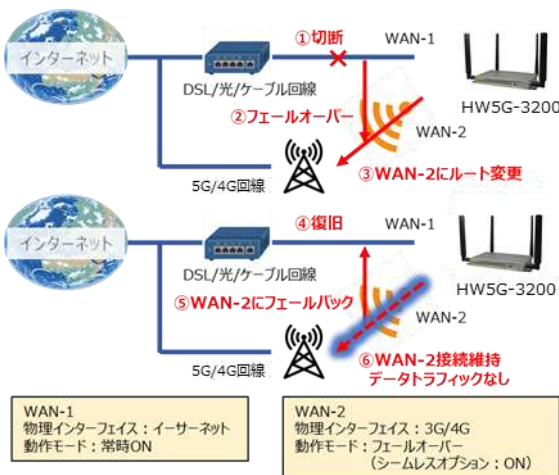 インターネット
①切断
WAN-1
DSL/光/ケーブル回線
HW5G-3200
②フェールオーバー
WAN-2
③WAN-2にルート変更
5G/4G回線
インターネット
④復旧
WAN-1
DSL/光/ケーブル回線
HW5G-3200
⑤WAN-2にフェールバック
WAN-2
5G/4G回線
⑥WAN-2接続維持
データトラフィックなし
WAN-1
物理インターフェイス:イーサーネット
動作モード:常時ON
WAN-2
物理インターフェイス:3G/4G
動作モード:フェールオーバー
(シームレスオプション:ON)